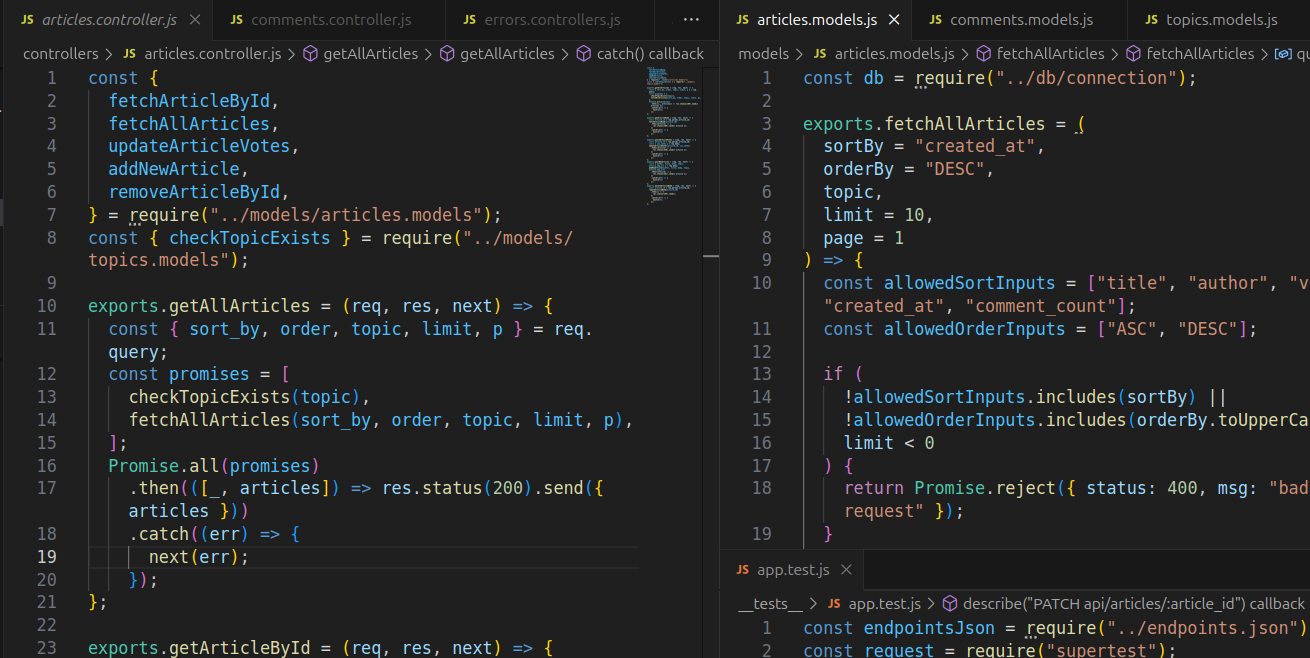 JS articles.controller.js ×
JS comments.controller.js
JS errors.controllers.js
...
controllers > JS articles.controller.js > getAllArticles > getAllArticles > catch() callback
1 const {
2 fetchArticleById,
3 fetchAllArticles,
4 updateArticleVotes,
5 addNewArticle,
6 removeArticleById,
7 } = require("../models/articles.models");
8 const { checkTopicExists } = require("../models/
topics.models");
9
10 exports.getAllArticles = (req, res, next) => {
11 const { sort_by, order, topic, limit, p } = req.
query;
12 const promises = [
13 checkTopicExists(topic),
14 fetchAllArticles(sort_by, order, topic, limit, p),
15 ];
16 Promise.all(promises)
17 .then(([_, articles]) => res.status(200).send({
articles }))
18 .catch((err) => {
19 next(err);
20 });
21 };
22
23 exports.getArticleById = (req, res, next) => {
JS articles.models.js ×
JS comments.models.js
JS topics.models.js
models > JS articles.models.js > fetchAllArticles > fetchAllArticles > qu
1 const db = require("../db/connection");
2
3 exports.fetchAllArticles = (
4 sortBy = "created_at",
5 orderBy = "DESC",
6 topic,
7 limit = 10,
8 page = 1
9 ) => {
10 const allowedSortInputs = ["title", "author", "v
"created_at", "comment_count"];
11 const allowedOrderInputs = ["ASC", "DESC"];
12
13 if (
14 !allowedSortInputs.includes(sortBy) ||
15 !allowedOrderInputs.includes(orderBy.toUpperCa
16 limit < 0
17 ) {
18 return Promise.reject({ status: 400, msg: "bad
request" });
19 }
JS app.test.js ×
__tests__ > JS app.test.js > describe("PATCH api/articles/:article_id") callback
1 const endpointsJson = require("../endpoints.json")
2 const request = require("supertest");